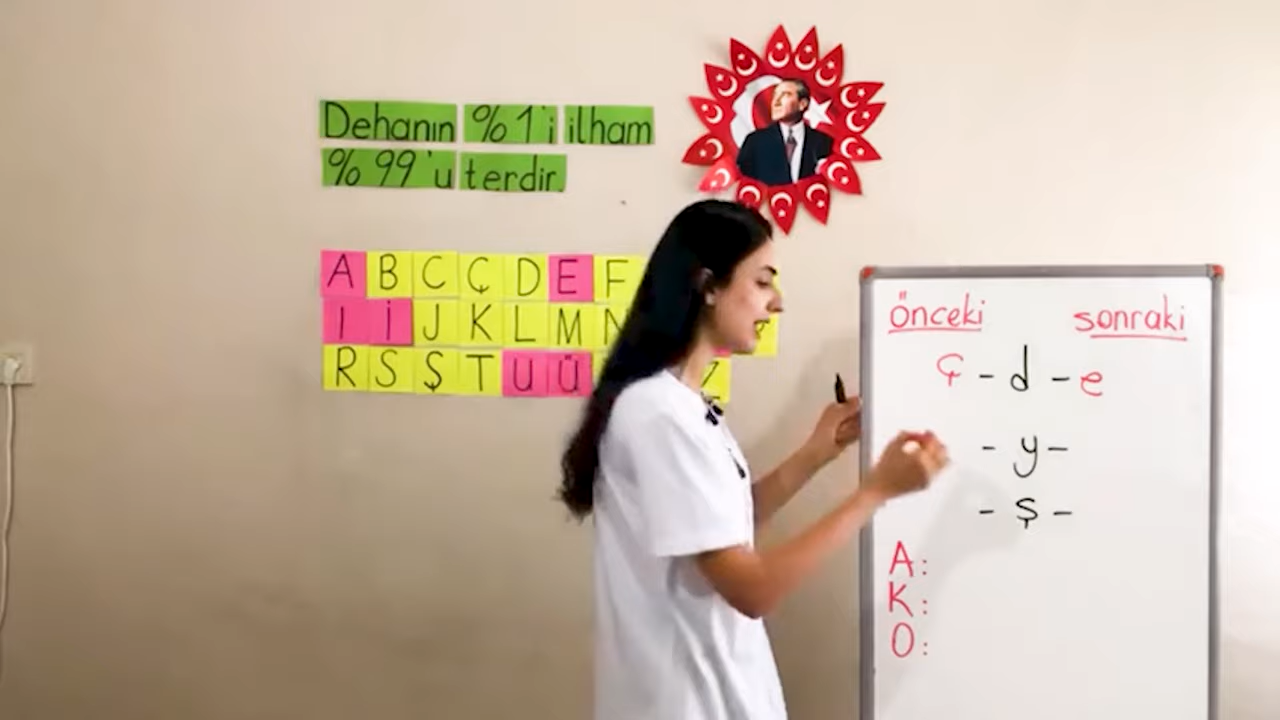 Dehanın %1'i ilham
%99'u terdir.
A B C Ç D E F
I İ J K L M N
R S Ş T U Ü Z
önceki sonraki
ç - d - e
- y -
- ş -
A:
K:
O: